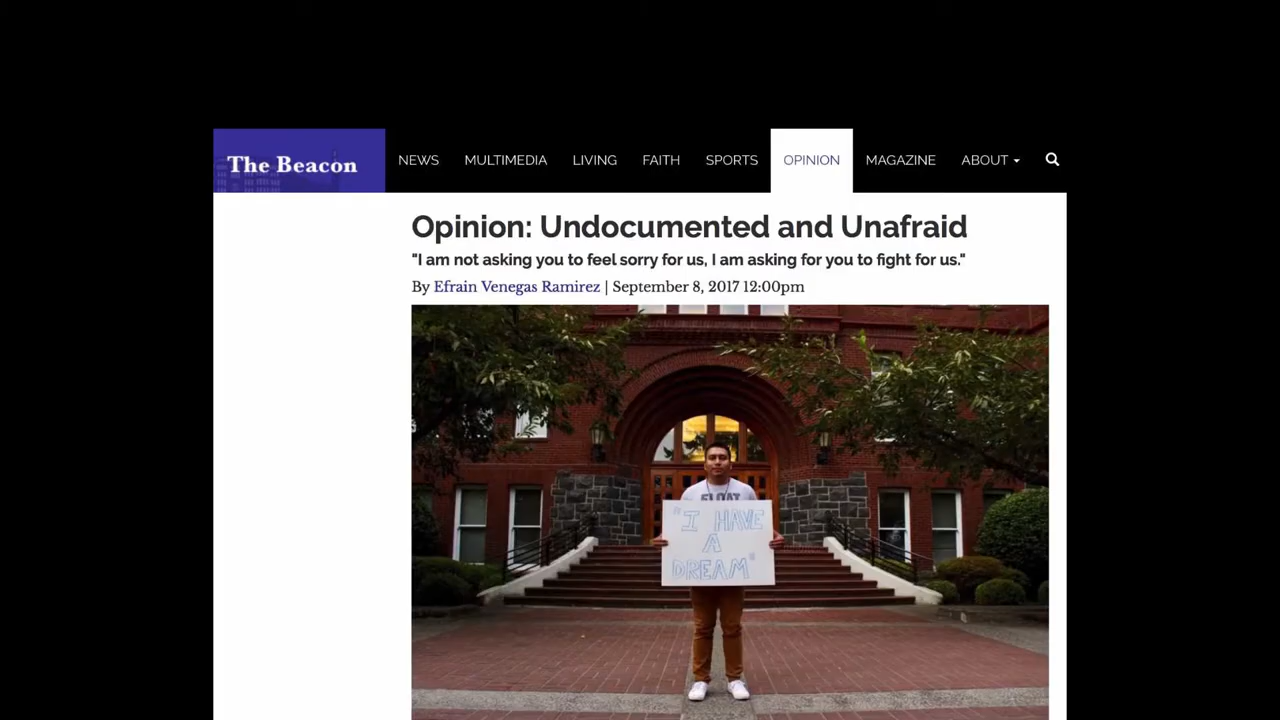 The Beacon
NEWS MULTIMEDIA LIVING FAITH SPORTS OPINION MAGAZINE ABOUT
Opinion: Undocumented and Unafraid
"I am not asking you to feel sorry for us, I am asking for you to fight for us."
By Efrain Venegas Ramirez | September 8, 2017 12:00pm
FLOAT
"I HAVE
A
DREAM"